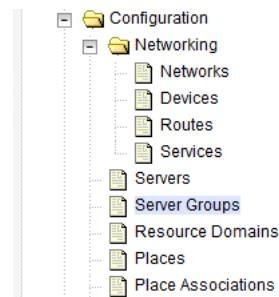 Configuration
Networking
Networks
Devices
Routes
Services
Servers
Server Groups
Resource Domains
Places
Place Associations